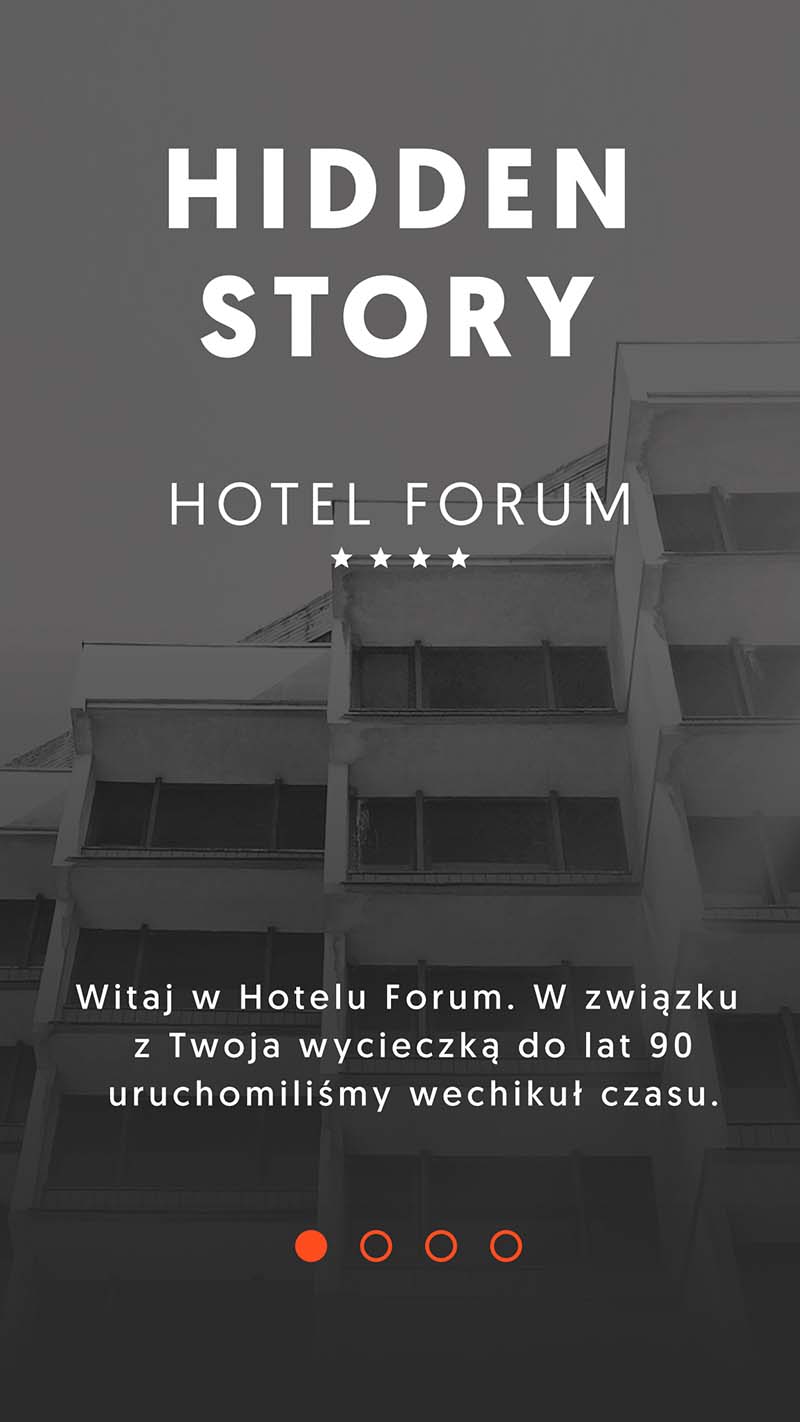 HIDDEN
STORY
HOTEL FORUM
★ ★ ★ ★
Witaj w Hotelu Forum. W związku
z Twoja wycieczką do lat 90
uruchomiliśmy wechikuł czasu.